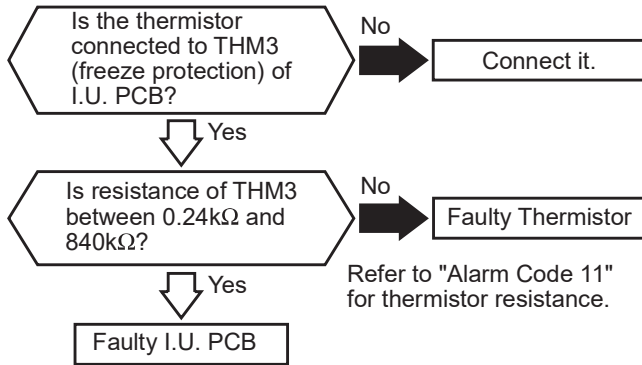 Is the thermistor
connected to THM3
(freeze protection) of
I.U. PCB?
No
Connect it.
Yes
Is resistance of THM3
between 0.24kΩ and
840kΩ?
No
Faulty Thermistor
Refer to "Alarm Code 11"
for thermistor resistance.
Yes
Faulty I.U. PCB